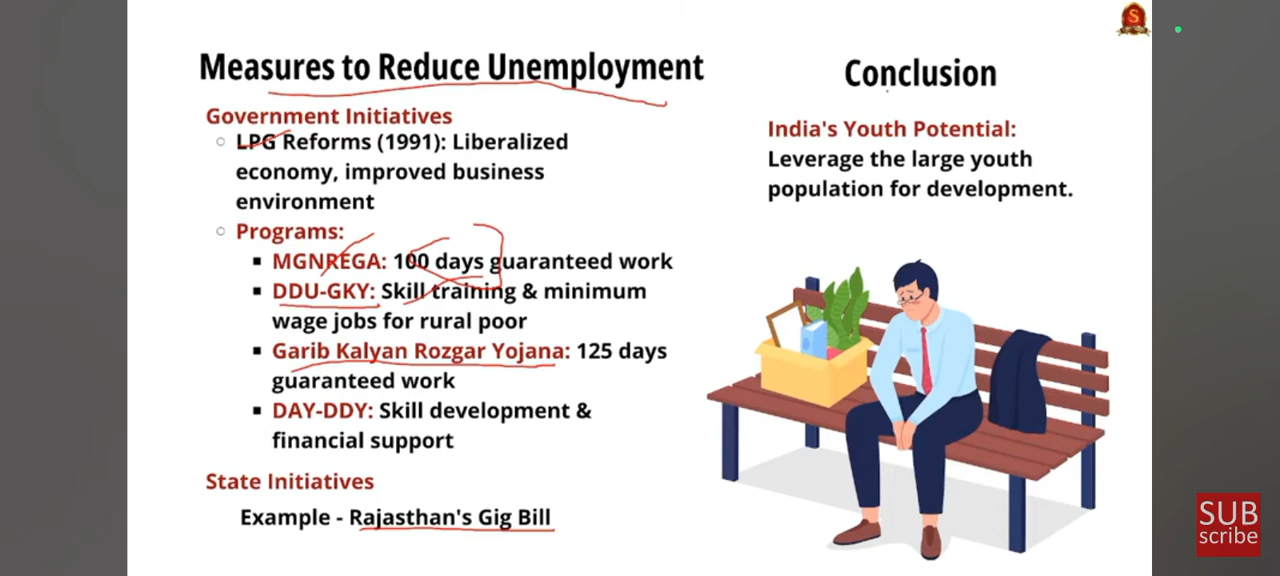 Measures to Reduce Unemployment
Government Initiatives
LPG Reforms (1991): Liberalized
economy, improved business
environment
Programs:
MGNREGA: 100 days guaranteed work
DDU-GKY: Skill training & minimum
wage jobs for rural poor
Garib Kalyan Rozgar Yojana: 125 days
guaranteed work
DAY-DDY: Skill development &
financial support
State Initiatives
Example - Rajasthan's Gig Bill
Conclusion
India's Youth Potential:
Leverage the large youth
population for development.
S
SUB
scribe